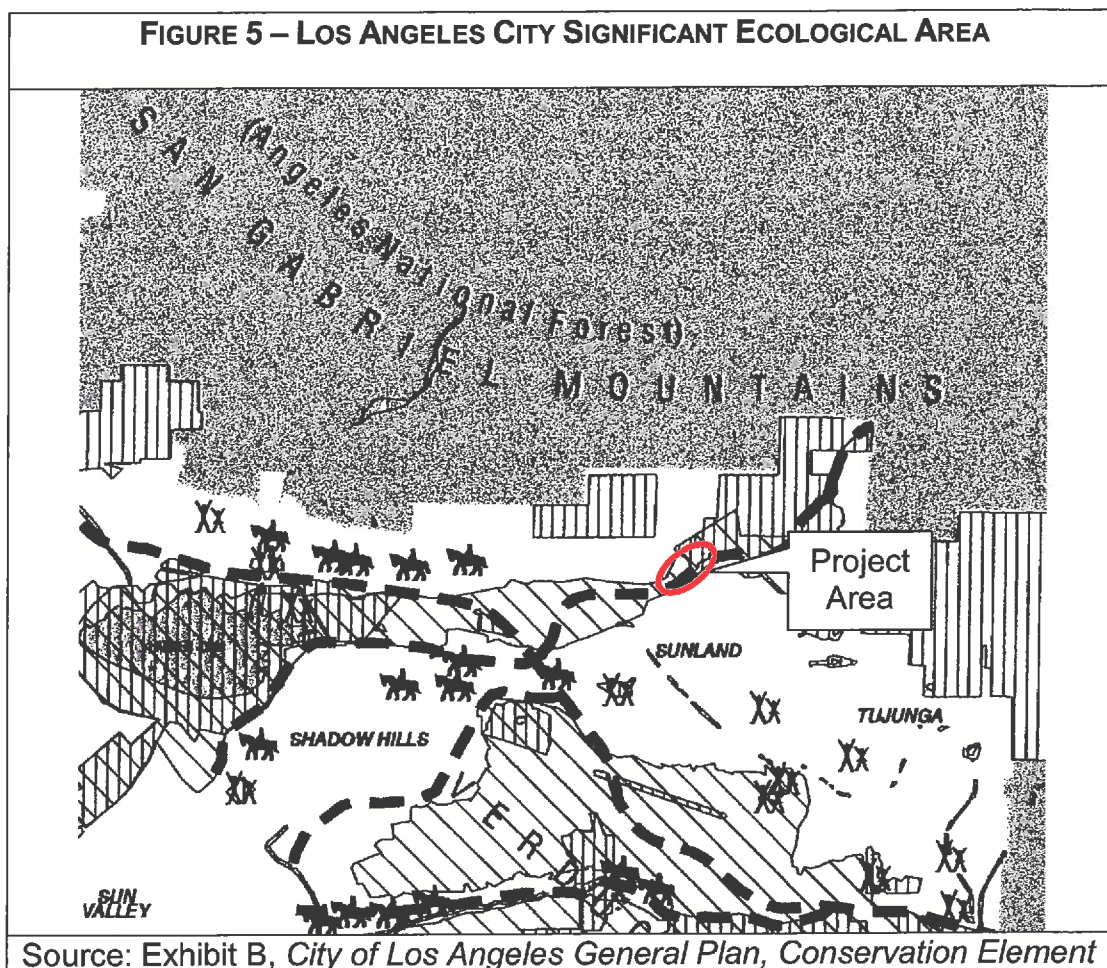 FIGURE 5 – LOS ANGELES CITY SIGNIFICANT ECOLOGICAL AREA
SAN GABRIEL MOUNTAINS
(Angeles National Forest)
Project
Area
SUNLAND
TUJUNGA
SHADOW HILLS
VERD
SUN
VALLEY
Source: Exhibit B, City of Los Angeles General Plan, Conservation Element